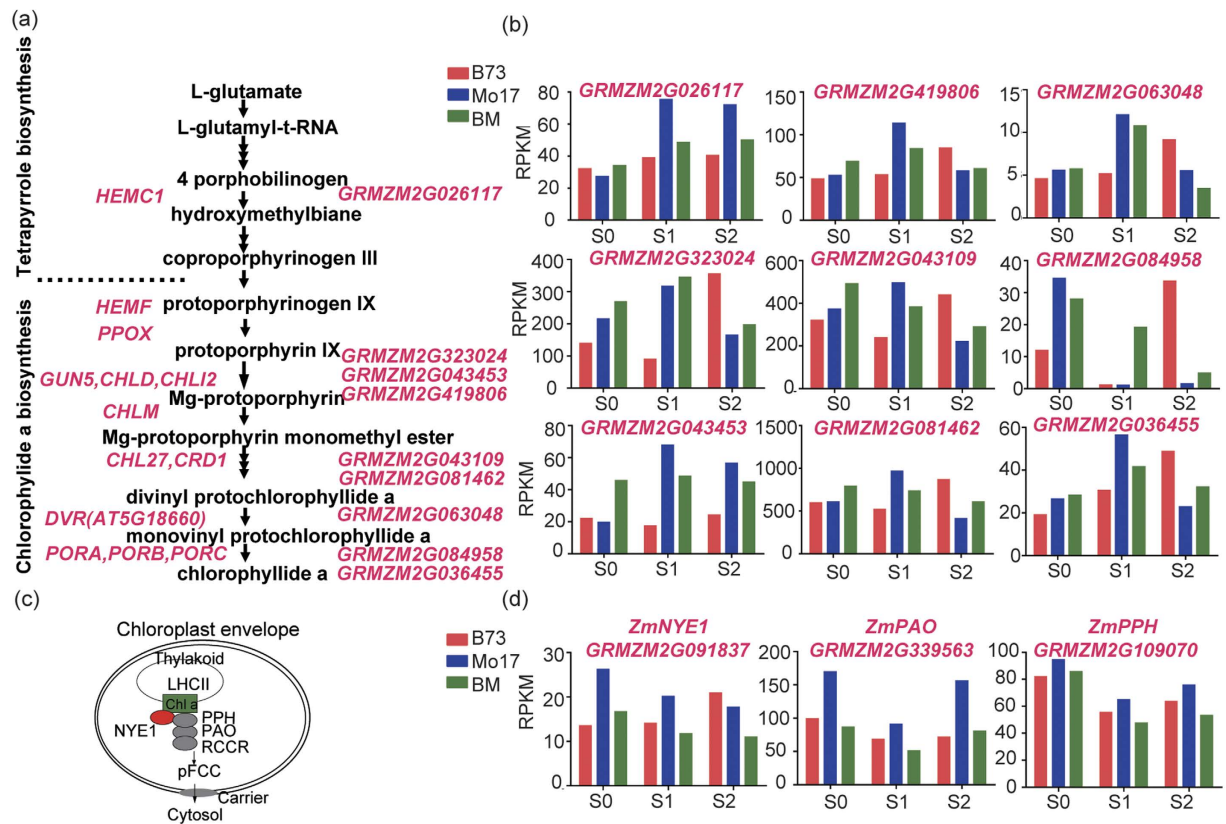 (a)
Tetrapyrrole biosynthesis
Chlorophylide a biosynthesis
L-glutamate
L-glutamyl-t-RNA
4 porphobilinogen
HEMC1
GRMZM2G026117
hydroxymethylbiane
coproporphyrinogen III
HEMF
protoporphyrinogen IX
PPOX
protoporphyrin IX
GRMZM2G323024
GUN5,CHLD,CHLI2
GRMZM2G043453
Mg-protoporphyrin
GRMZM2G419806
CHLM
Mg-protoporphyrin monomethyl ester
CHL27,CRD1
GRMZM2G043109
GRMZM2G081462
divinyl protochlorophyllide a
GRMZM2G063048
DVR(AT5G18660)
monovinyl protochlorophyllide a
PORA,PORB,PORC
GRMZM2G084958
chlorophyllide a
GRMZM2G036455
(b)
B73
Mo17
BM
GRMZM2G026117
RPKM
80
60
40
20
0
S0 S1 S2
GRMZM2G419806
150
100
50
0
S0 S1 S2
GRMZM2G063048
15
10
5
0
S0 S1 S2
GRMZM2G323024
RPKM
400
300
200
100
0
S0 S1 S2
GRMZM2G043109
600
400
200
0
S0 S1 S2
GRMZM2G084958
40
30
20
10
0
S0 S1 S2
GRMZM2G043453
RPKM
80
60
40
20
0
S0 S1 S2
GRMZM2G081462
1500
1000
500
0
S0 S1 S2
GRMZM2G036455
60
40
20
0
S0 S1 S2
(c)
Chloroplast envelope
Thylakoid
LHCII
Chl a
NYE1
PPH
PAO
RCCR
pFCC
Carrier
Cytosol
(d)
B73
Mo17
BM
ZmNYE1
GRMZM2G091837
RPKM
30
20
10
0
S0 S1 S2
ZmPAO
GRMZM2G339563
200
150
100
50
0
S0 S1 S2
ZmPPH
GRMZM2G109070
100
80
60
40
20
0
S0 S1 S2